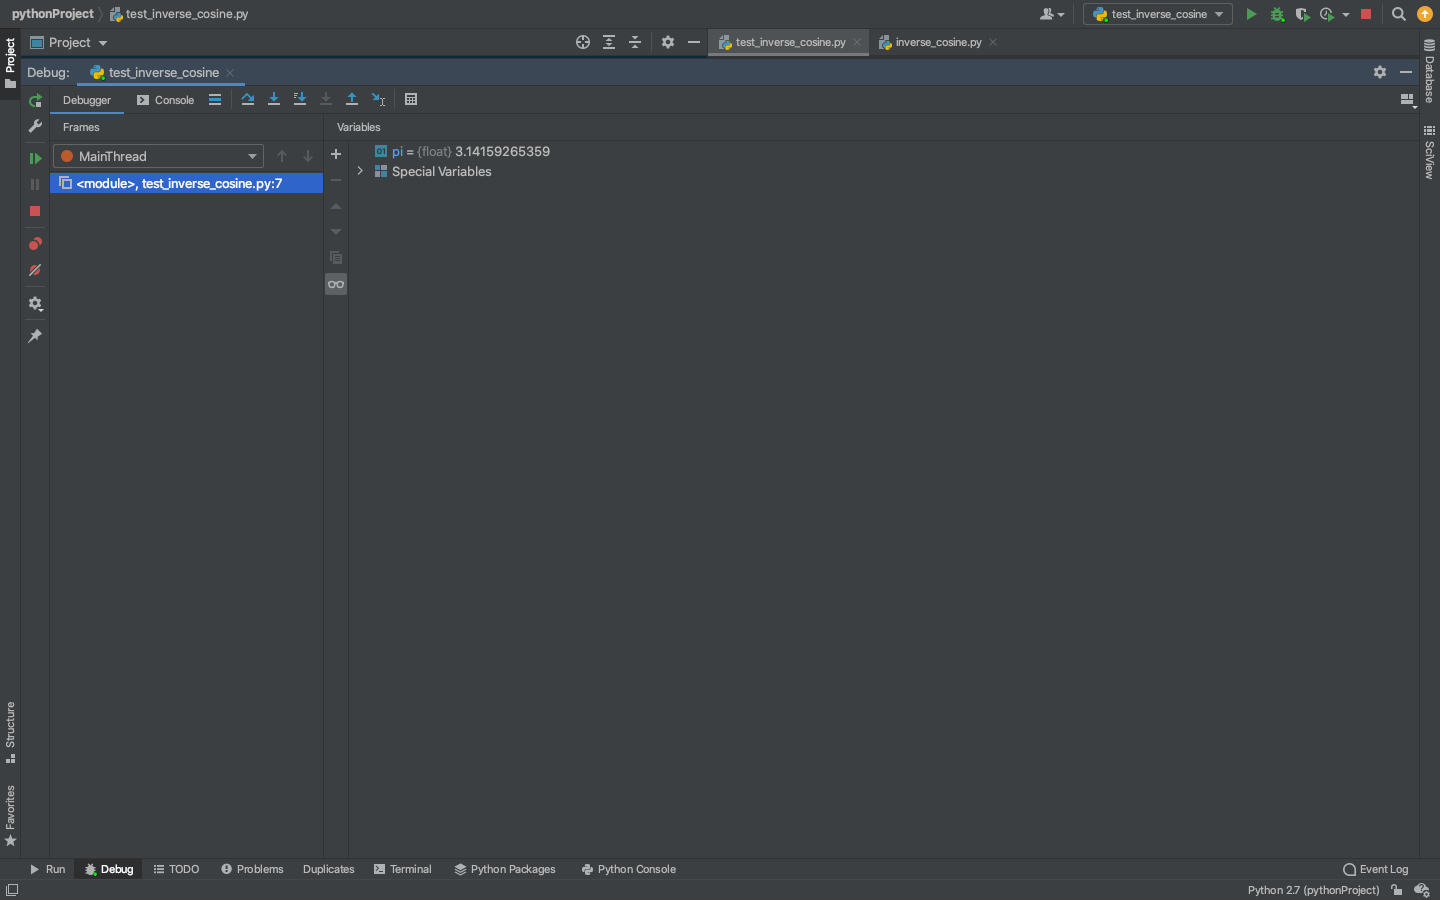 pythonProject test_inverse_cosine.py
test_inverse_cosine
Project
test_inverse_cosine.py
inverse_cosine.py
Debug: test_inverse_cosine
Debugger Console
Frames
Variables
MainThread
<module>, test_inverse_cosine.py:7
pi = {float} 3.14159265359
Special Variables
Project
Structure
Favorites
Database
SciView
Run Debug TODO Problems Duplicates Terminal Python Packages Python Console Event Log
Python 2.7 (pythonProject)